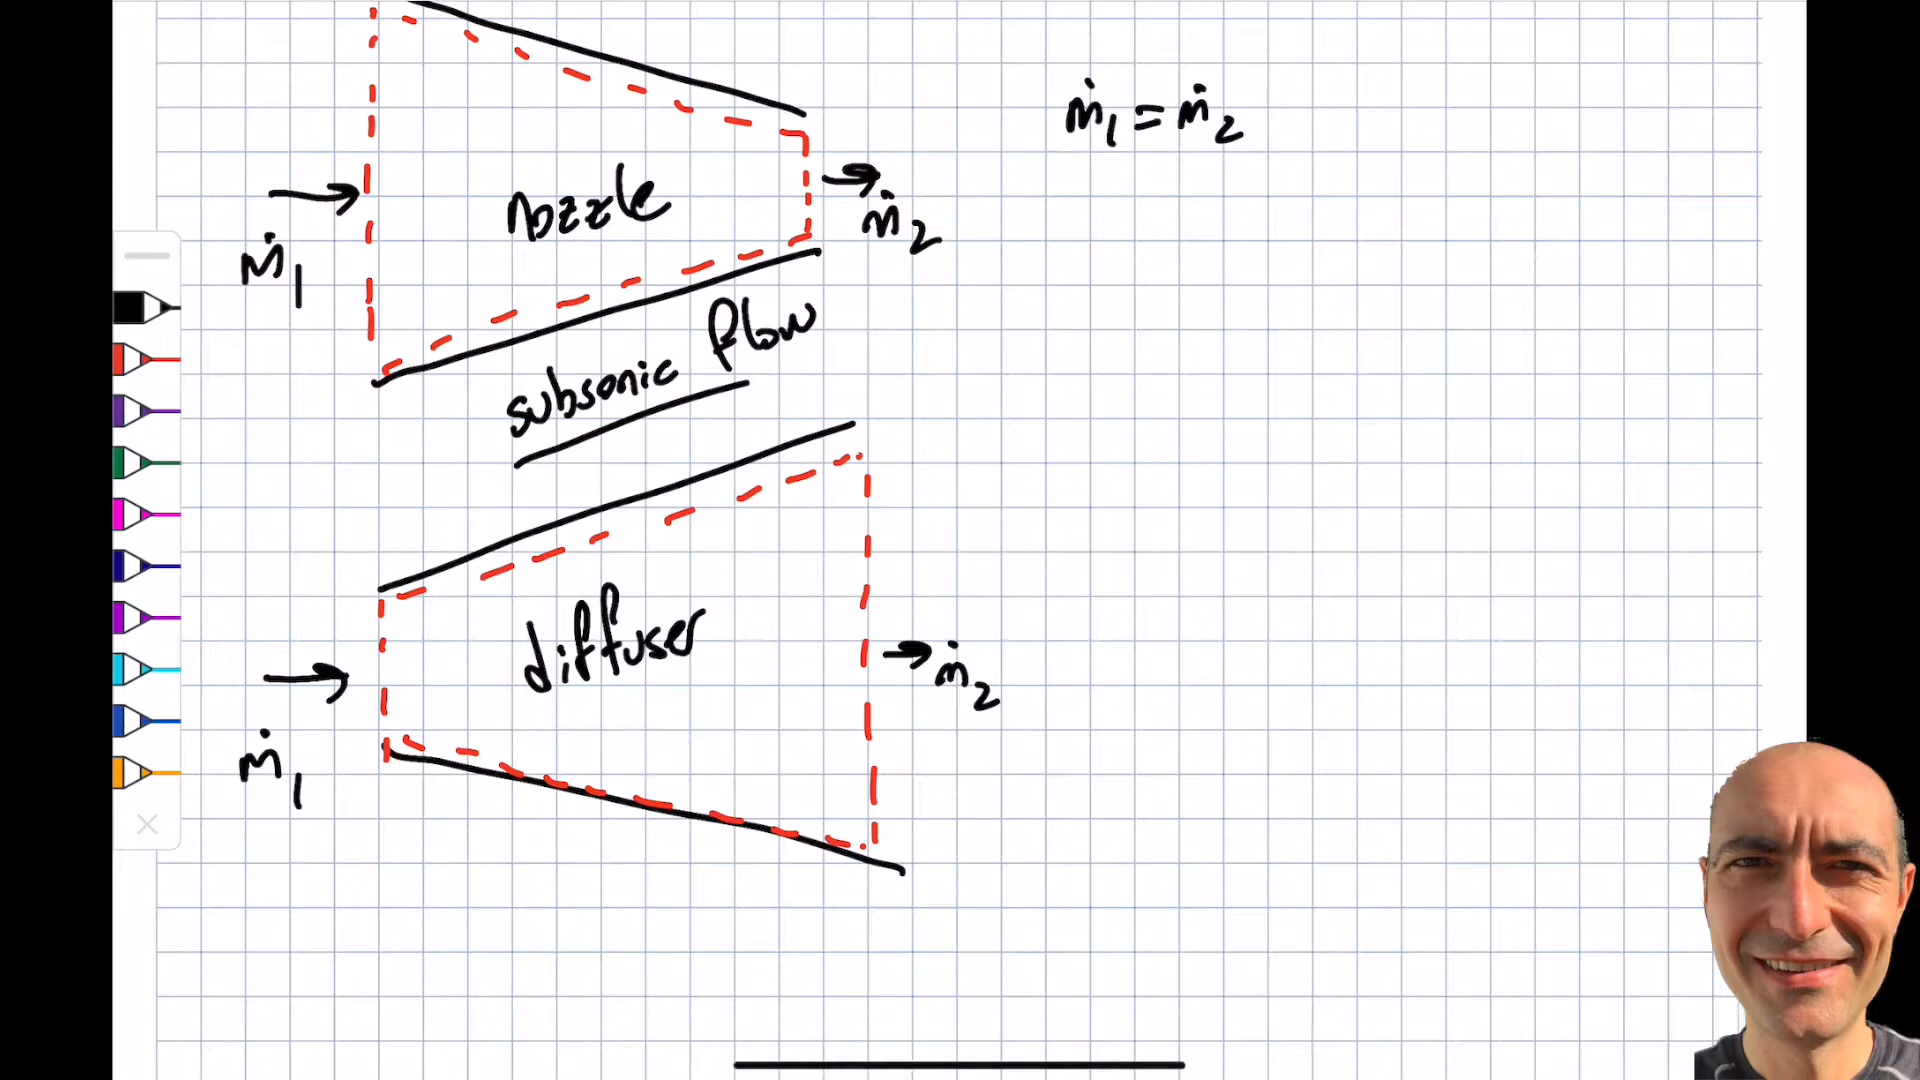 ṁ₁ = ṁ₂
nozzle
ṁ₁
ṁ₂
subsonic flow
diffuser
ṁ₁
ṁ₂